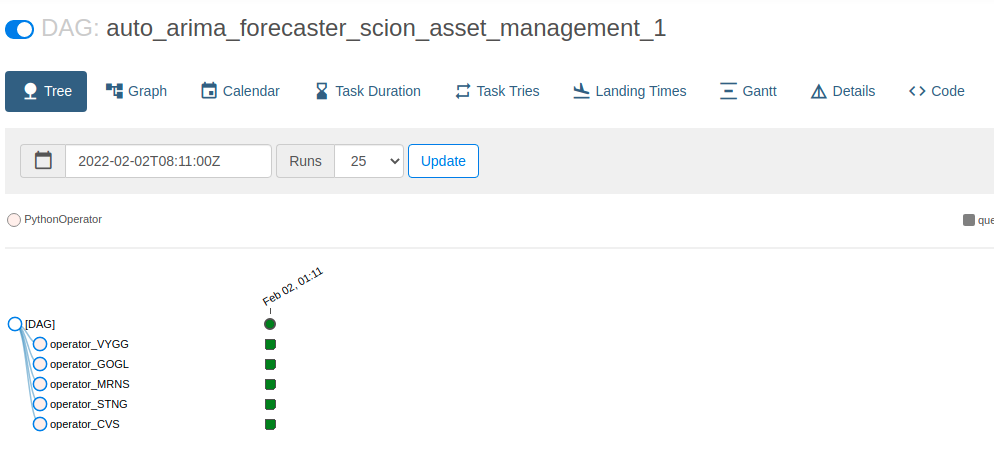 DAG: auto_arima_forecaster_scion_asset_management_1
Tree Graph Calendar Task Duration Task Tries Landing Times Gantt Details Code
2022-02-02T08:11:00Z Runs 25 Update
PythonOperator que
Feb 02, 01:11
[DAG]
operator_VYGG
operator_GOGL
operator_MRNS
operator_STNG
operator_CVS